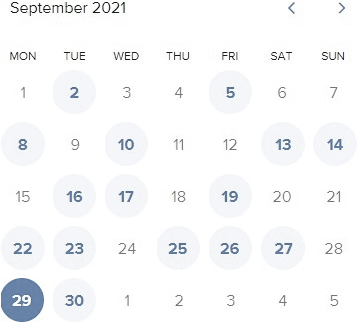 September 2021
MON TUE WED THU FRI SAT SUN
1 2 3 4 5 6 7
8 9 10 11 12 13 14
15 16 17 18 19 20 21
22 23 24 25 26 27 28
29 30 1 2 3 4 5